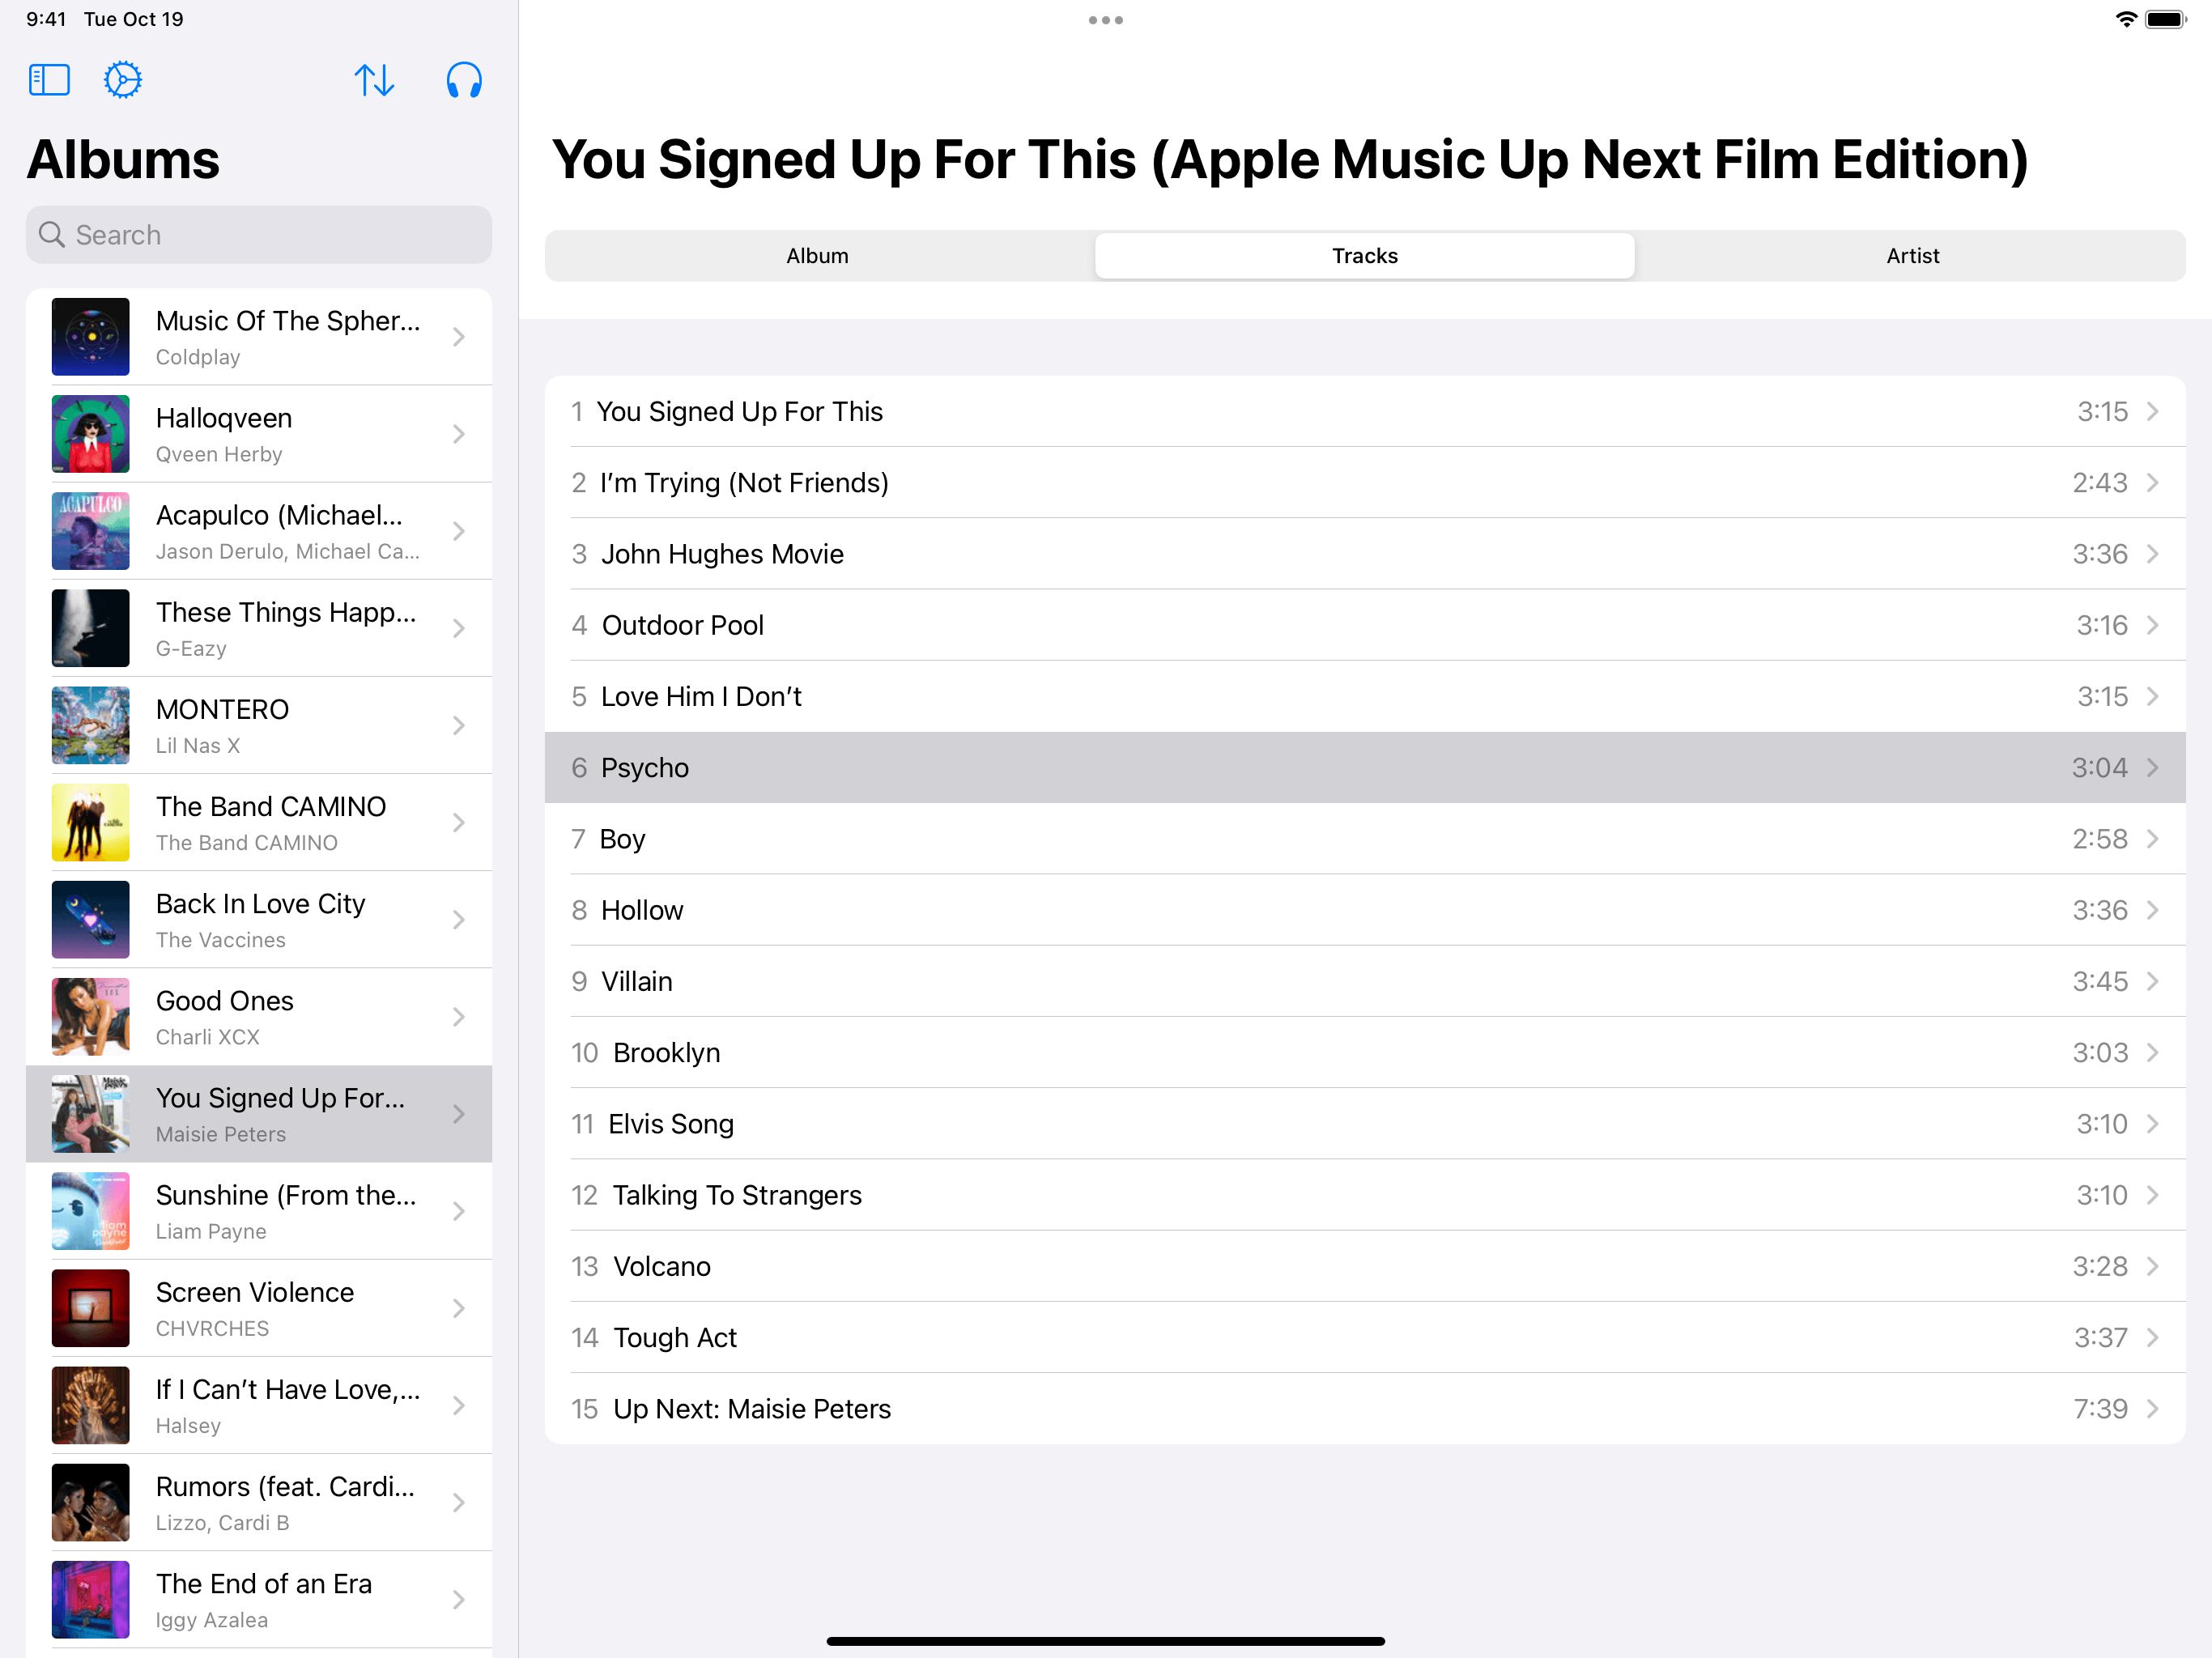 9:41 Tue Oct 19
Albums
Search
Music Of The Spher...
Coldplay
Halloqveen
Qveen Herby
ACAPULCO
Acapulco (Michael...
Jason Derulo, Michael Ca...
These Things Happ...
G-Eazy
MONTERO
Lil Nas X
The Band CAMINO
The Band CAMINO
Back In Love City
The Vaccines
Good Ones
Charli XCX
Maisie
Peters
You Signed Up For...
Maisie Peters
liam
payne
Sunshine (From the...
Liam Payne
Screen Violence
CHVRCHES
If I Can’t Have Love,...
Halsey
Rumors (feat. Cardi...
Lizzo, Cardi B
The End of an Era
Iggy Azalea
You Signed Up For This (Apple Music Up Next Film Edition)
Album Tracks Artist
1 You Signed Up For This 3:15
2 I’m Trying (Not Friends) 2:43
3 John Hughes Movie 3:36
4 Outdoor Pool 3:16
5 Love Him I Don’t 3:15
6 Psycho 3:04
7 Boy 2:58
8 Hollow 3:36
9 Villain 3:45
10 Brooklyn 3:03
11 Elvis Song 3:10
12 Talking To Strangers 3:10
13 Volcano 3:28
14 Tough Act 3:37
15 Up Next: Maisie Peters 7:39